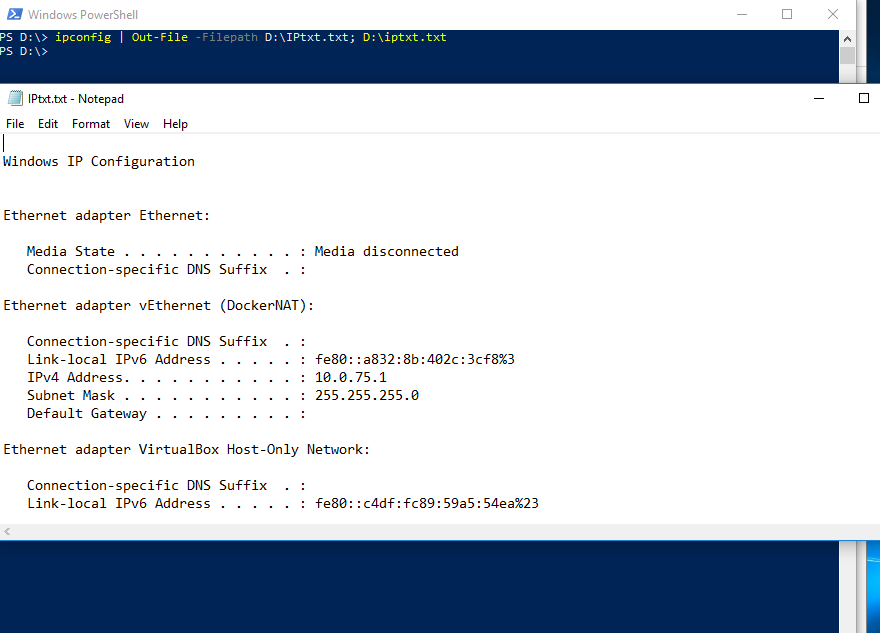 Windows PowerShell
PS D:\> ipconfig | Out-File -Filepath D:\IPtxt.txt; D:\iptxt.txt
PS D:\>
IPtxt.txt - Notepad
File Edit Format View Help
Windows IP Configuration
Ethernet adapter Ethernet:
Media State . . . . . . . . . . . : Media disconnected
Connection-specific DNS Suffix  . :
Ethernet adapter vEthernet (DockerNAT):
Connection-specific DNS Suffix  . :
Link-local IPv6 Address . . . . . : fe80::a832:8b:402c:3cf8%3
IPv4 Address. . . . . . . . . . . : 10.0.75.1
Subnet Mask . . . . . . . . . . . : 255.255.255.0
Default Gateway . . . . . . . . . :
Ethernet adapter VirtualBox Host-Only Network:
Connection-specific DNS Suffix  . :
Link-local IPv6 Address . . . . . : fe80::c4df:fc89:59a5:54ea%23